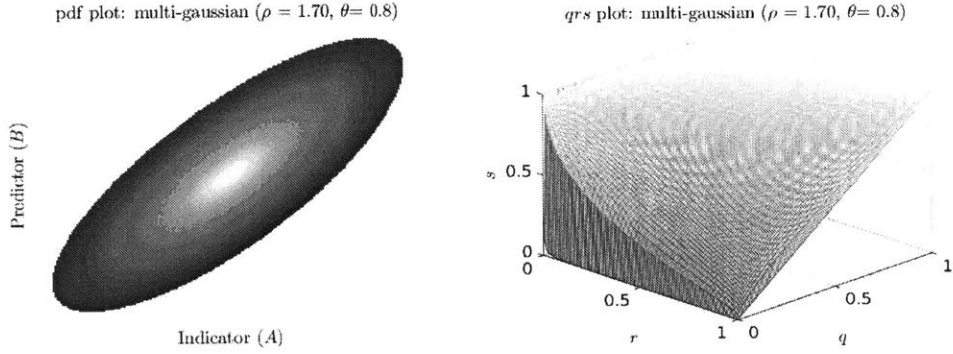 pdf plot: multi-gaussian (ρ = 1.70, θ= 0.8)
Predictor (B)
Indicator (A)
qrs plot: multi-gaussian (ρ = 1.70, θ= 0.8)
1
0.5
0
s
0
0.5
1
r
0
0.5
1
q